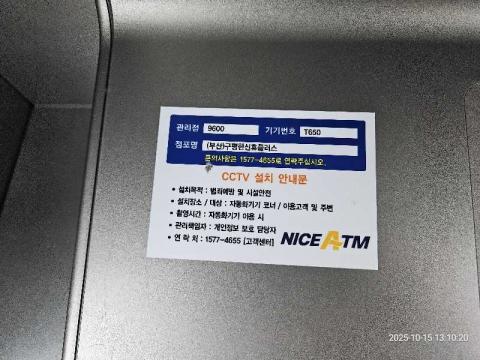 관리점 9600 기기번호 T650
점포명 (부산)구평한신휴플러스
문의사항은 1577-4655로 연락주십시오.
CCTV 설치 안내문
• 설치목적 : 범죄예방 및 시설안전
• 설치장소 / 대상 : 자동화기기 코너 / 이용고객 및 주변
• 촬영시간 : 자동화기기 이용 시
• 관리책임자 : 개인정보 보호 담당자
• 연 락 처 : 1577-4655 [고객센터]
NICE ATM
2025-10-15 13:10:20